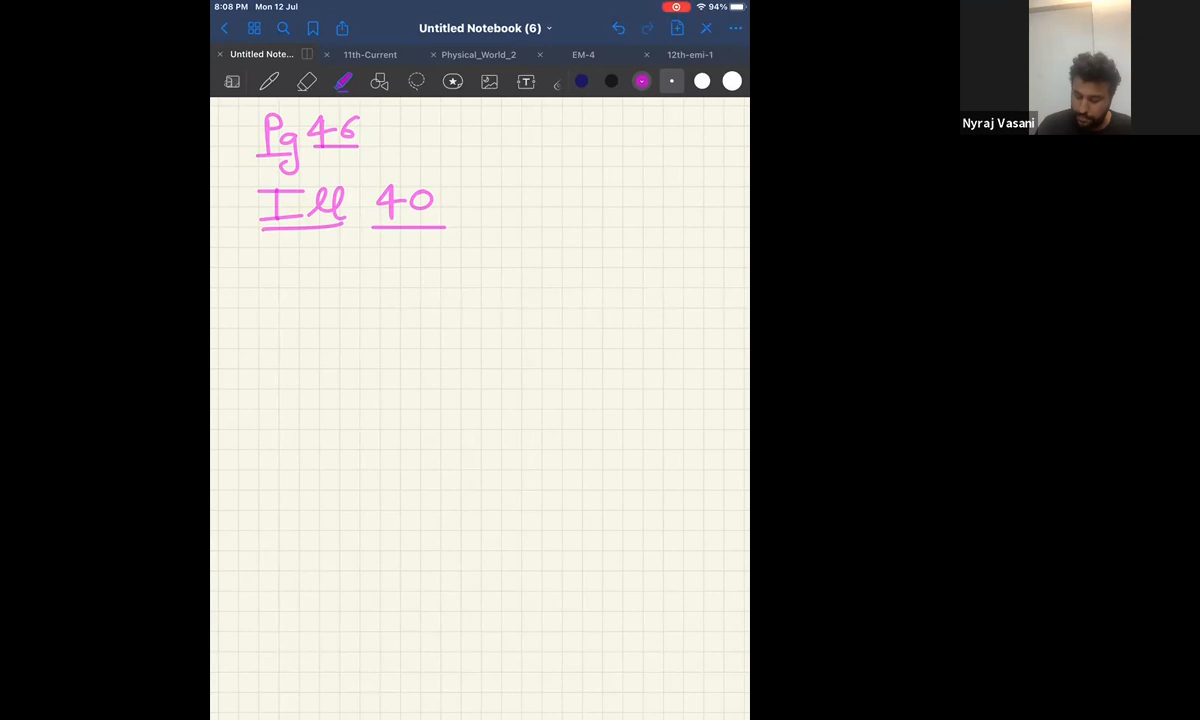 8:08 PM Mon 12 Jul
94%
Untitled Notebook (6)
Untitled Note... 11th-Current Physical_World_2 EM-4 12th-emi-1
Pg 46
Ill 40
Nyraj Vasani